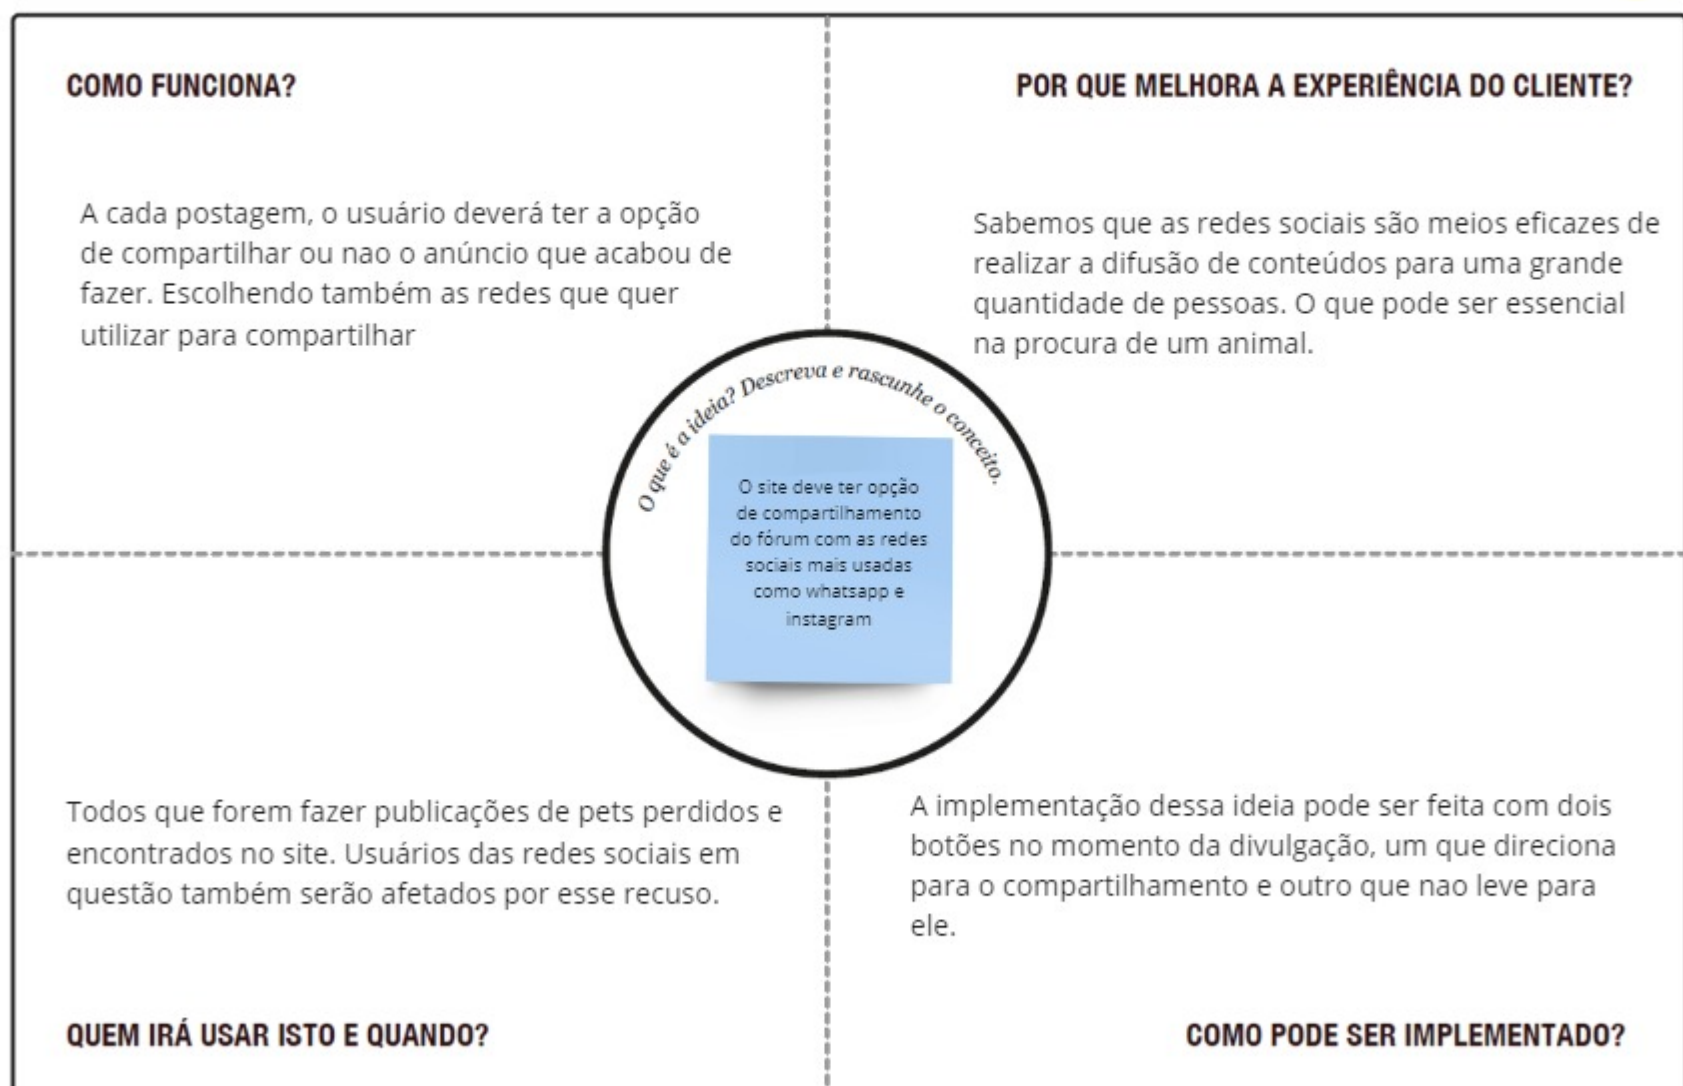 COMO FUNCIONA?
A cada postagem, o usuário deverá ter a opção
de compartilhar ou nao o anúncio que acabou de
fazer. Escolhendo também as redes que quer
utilizar para compartilhar
POR QUE MELHORA A EXPERIÊNCIA DO CLIENTE?
Sabemos que as redes sociais são meios eficazes de
realizar a difusão de conteúdos para uma grande
quantidade de pessoas. O que pode ser essencial
na procura de um animal.
O que é a ideia? Descreva e rascunhe o conceito.
O site deve ter opção
de compartilhamento
do fórum com as redes
sociais mais usadas
como whatsapp e
instagram
Todos que forem fazer publicações de pets perdidos e
encontrados no site. Usuários das redes sociais em
questão também serão afetados por esse recuso.
QUEM IRÁ USAR ISTO E QUANDO?
A implementação dessa ideia pode ser feita com dois
botões no momento da divulgação, um que direciona
para o compartilhamento e outro que nao leve para
ele.
COMO PODE SER IMPLEMENTADO?